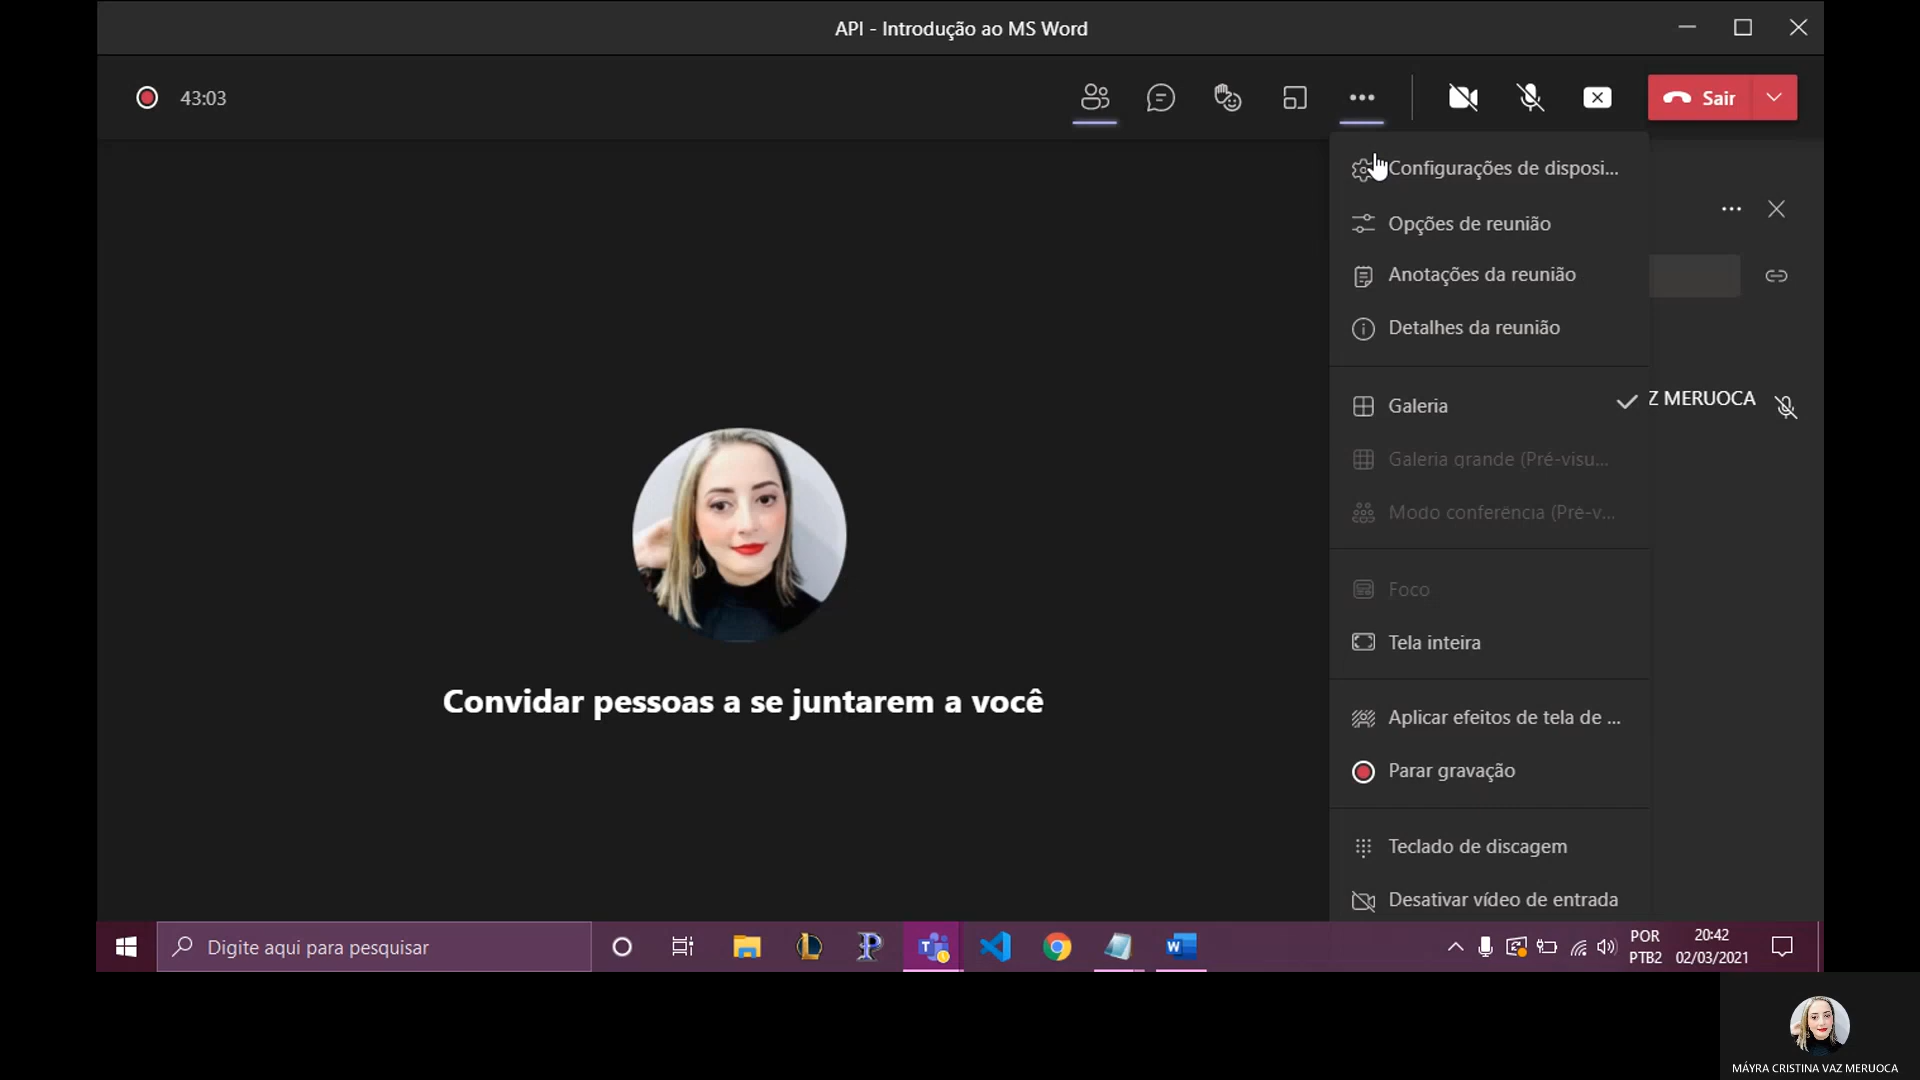 API - Introdução ao MS Word
43:03
Sair
Configurações de disposi...
Opções de reunião
Anotações da reunião
Detalhes da reunião
Galeria
Z MERUOCA
Galeria grande (Pré-visu...
Modo conferência (Pré-v...
Foco
Tela inteira
Convidar pessoas a se juntarem a você
Aplicar efeitos de tela de ...
Parar gravação
Teclado de discagem
Desativar vídeo de entrada
Digite aqui para pesquisar
POR
PTB2
20:42
02/03/2021
MÁYRA CRISTINA VAZ MERUOCA